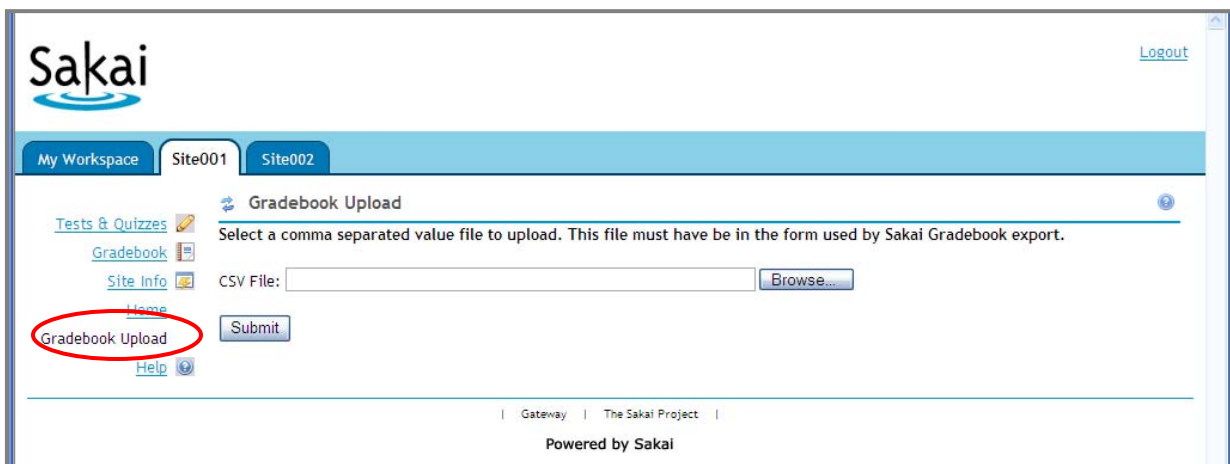 Sakai
Logout
My Workspace Site001 Site002
Tests & Quizzes
Gradebook
Site Info
Home
Gradebook Upload
Help
Gradebook Upload
Select a comma separated value file to upload. This file must have be in the form used by Sakai Gradebook export.
CSV File: Browse...
Submit
| Gateway | The Sakai Project |
Powered by Sakai